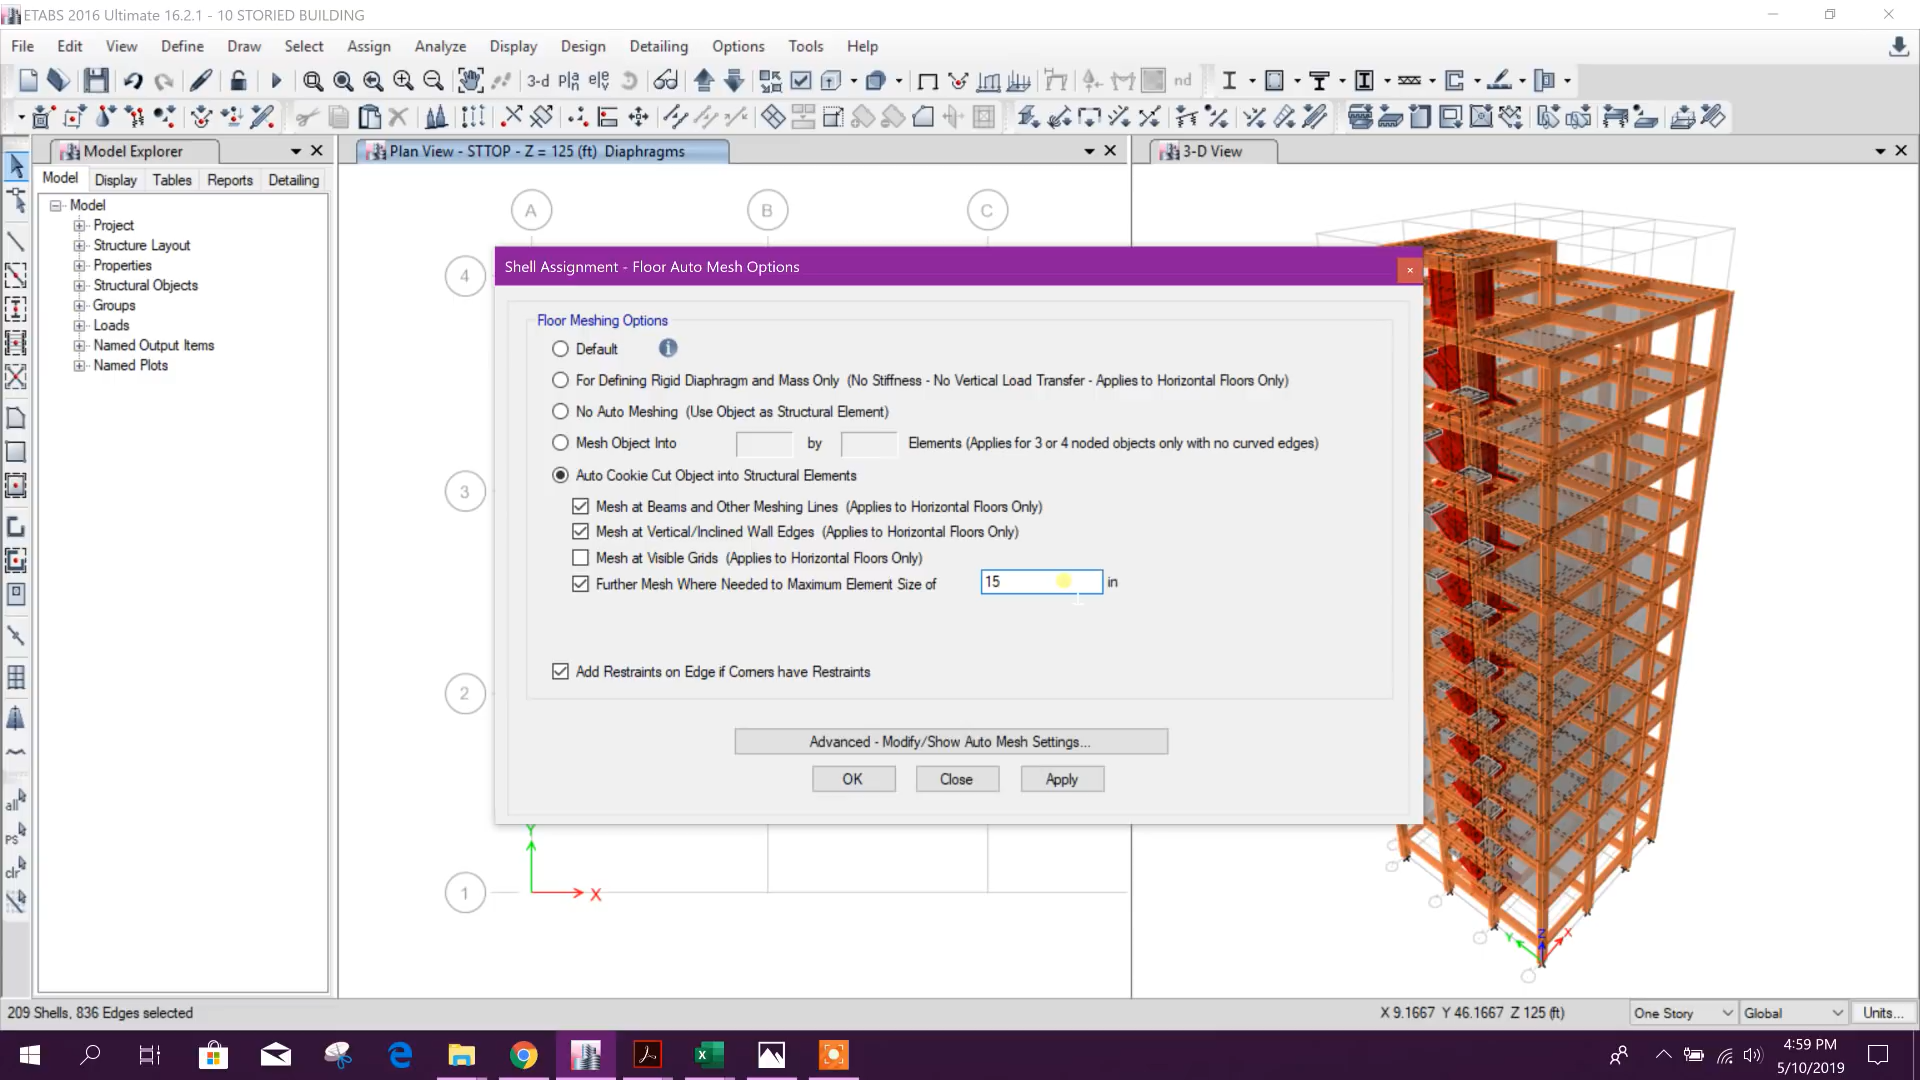 ETABS 2016 Ultimate 16.2.1 - 10 STORIED BUILDING
File Edit View Define Draw Select Assign Analyze Display Design Detailing Options Tools Help
3-d
nd
Model Explorer
Plan View - STTOP - Z = 125 (ft) Diaphragms
3-D View
Model Display Tables Reports Detailing
Model
Project
Structure Layout
Properties
Structural Objects
Groups
Loads
Named Output Items
Named Plots
A B C
4
3
2
1
Y
X
Shell Assignment - Floor Auto Mesh Options
Floor Meshing Options
Default
For Defining Rigid Diaphragm and Mass Only (No Stiffness - No Vertical Load Transfer - Applies to Horizontal Floors Only)
No Auto Meshing (Use Object as Structural Element)
Mesh Object Into by Elements (Applies for 3 or 4 noded objects only with no curved edges)
Auto Cookie Cut Object into Structural Elements
Mesh at Beams and Other Meshing Lines (Applies to Horizontal Floors Only)
Mesh at Vertical/Inclined Wall Edges (Applies to Horizontal Floors Only)
Mesh at Visible Grids (Applies to Horizontal Floors Only)
Further Mesh Where Needed to Maximum Element Size of 15 in
Add Restraints on Edge if Corners have Restraints
Advanced - Modify/Show Auto Mesh Settings...
OK Close Apply
Y Z X
all
PS
clr
209 Shells, 836 Edges selected
X 9.1667 Y 46.1667 Z 125 (ft)
One Story
Global
Units...
4:59 PM
5/10/2019